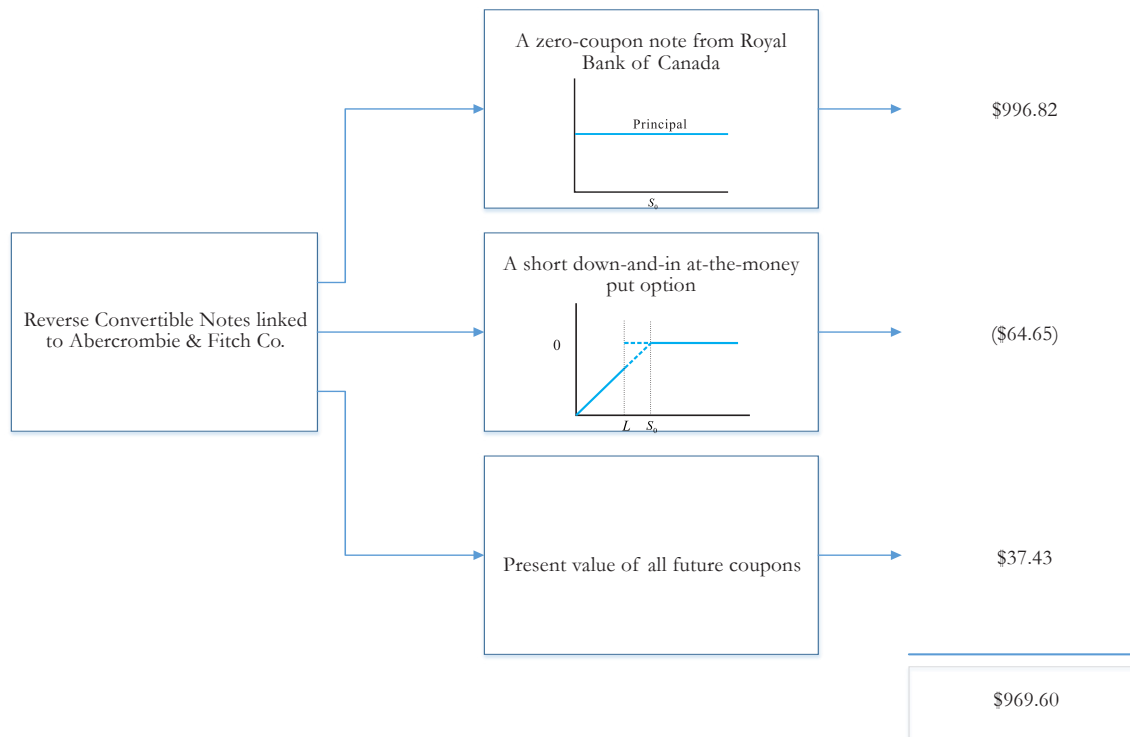 A zero-coupon note from Royal
Bank of Canada
Principal
S₀
$996.82
Reverse Convertible Notes linked
to Abercrombie & Fitch Co.
A short down-and-in at-the-money
put option
0
L S₀
($64.65)
Present value of all future coupons
$37.43
$969.60